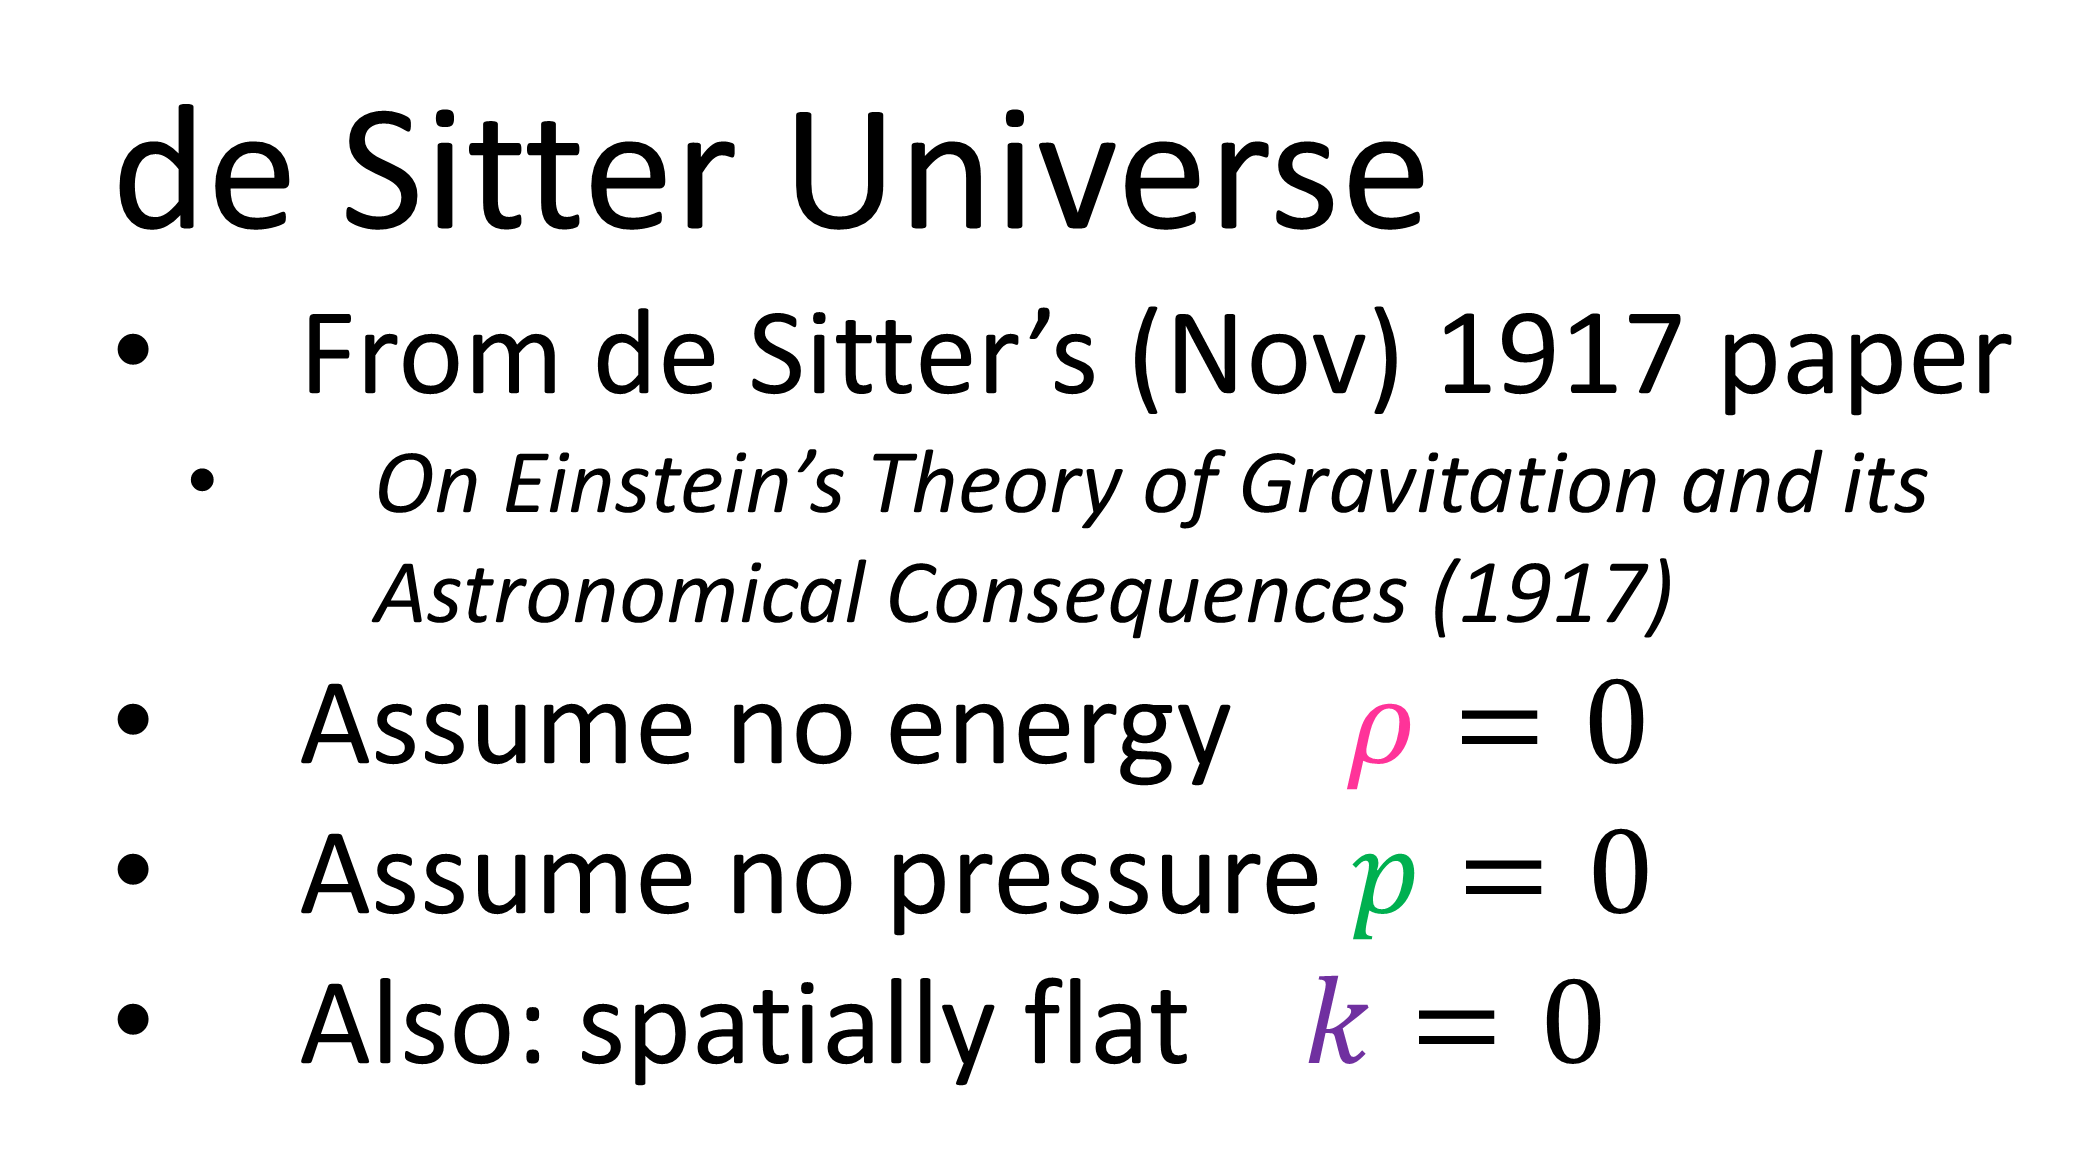 de Sitter Universe
• From de Sitter’s (Nov) 1917 paper
• On Einstein’s Theory of Gravitation and its
Astronomical Consequences (1917)
• Assume no energy ρ = 0
• Assume no pressure p = 0
• Also: spatially flat k = 0